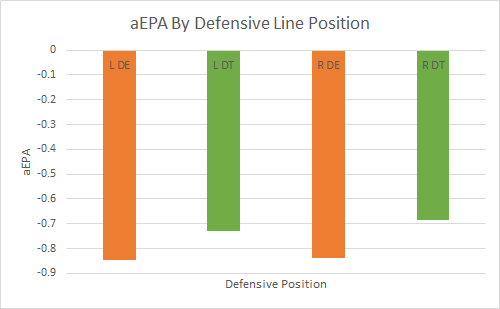 aEPA By Defensive Line Position
0
-0.1
-0.2
-0.3
-0.4
-0.5
-0.6
-0.7
-0.8
-0.9
aEPA
L DE
L DT
R DE
R DT
Defensive Position